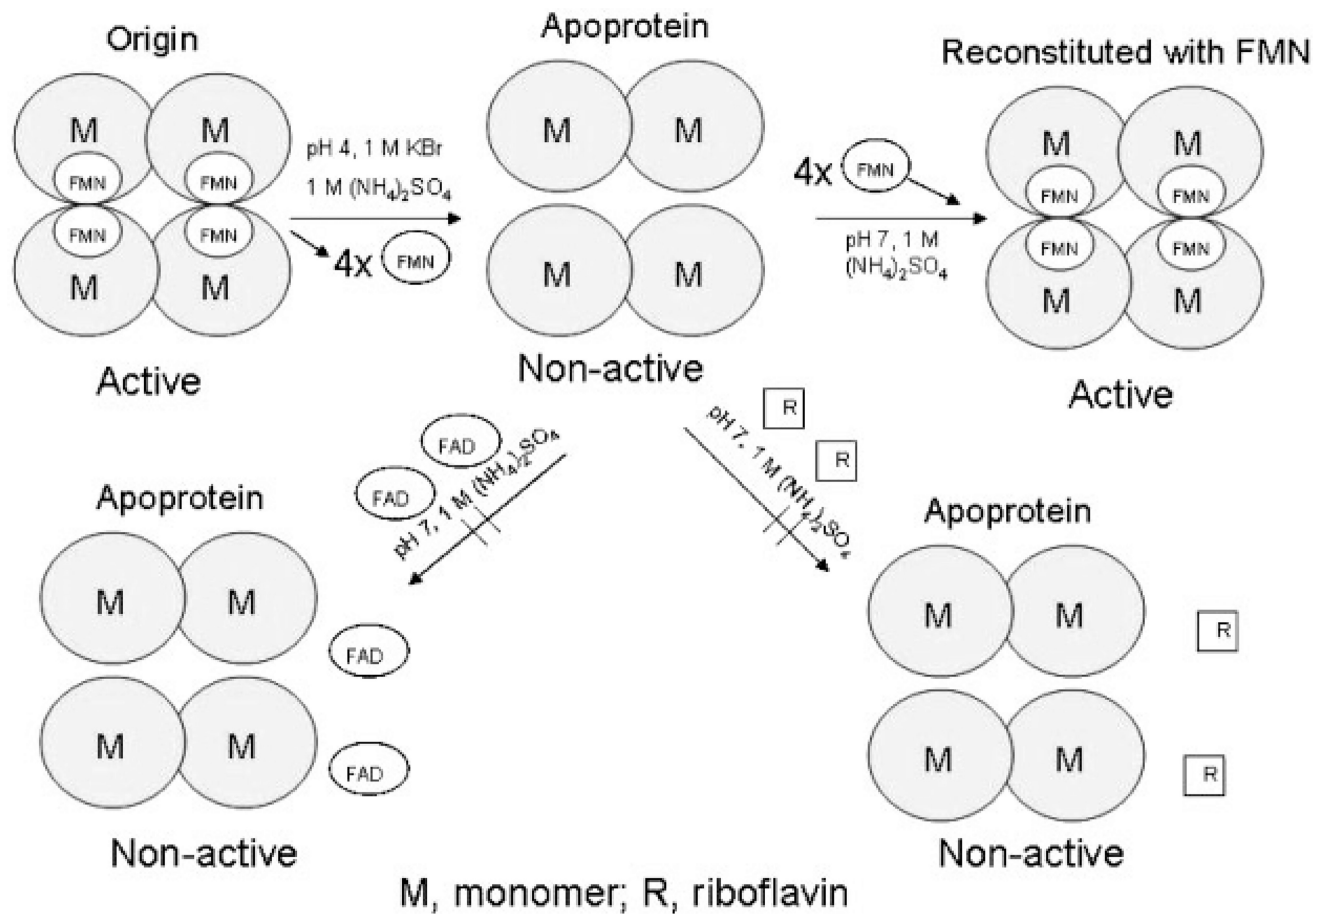 Origin
Apoprotein
Reconstituted with FMN
M M
FMN FMN
FMN FMN
M M
Active
pH 4, 1 M KBr
1 M (NH₄)₂SO₄
4x FMN
M M
M M
Non-active
4x FMN
pH 7, 1 M
(NH₄)₂SO₄
M M
FMN FMN
FMN FMN
M M
Active
FAD
FAD
pH 7, 1 M (NH₄)₂SO₄
R
R
pH 7, 1 M (NH₄)₂SO₄
Apoprotein
M M
FAD
M M
FAD
Non-active
Apoprotein
M M
R
M M
R
Non-active
M, monomer; R, riboflavin